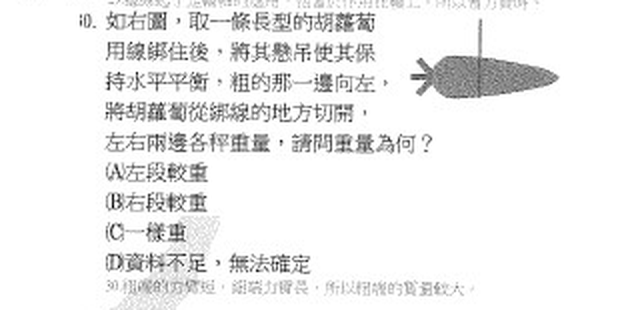 30. 如右圖，取一條長型的胡蘿蔔
用線綁住後，將其懸吊使其保
持水平平衡，粗的那一邊向左，
將胡蘿蔔從綁線的地方切開，
左右兩邊各秤重量，請問重量為何？
(A)左段較重
(B)右段較重
(C)一樣重
(D)資料不足，無法確定
30.粗端的力臂短，細端力臂長，所以粗端的質量較大。